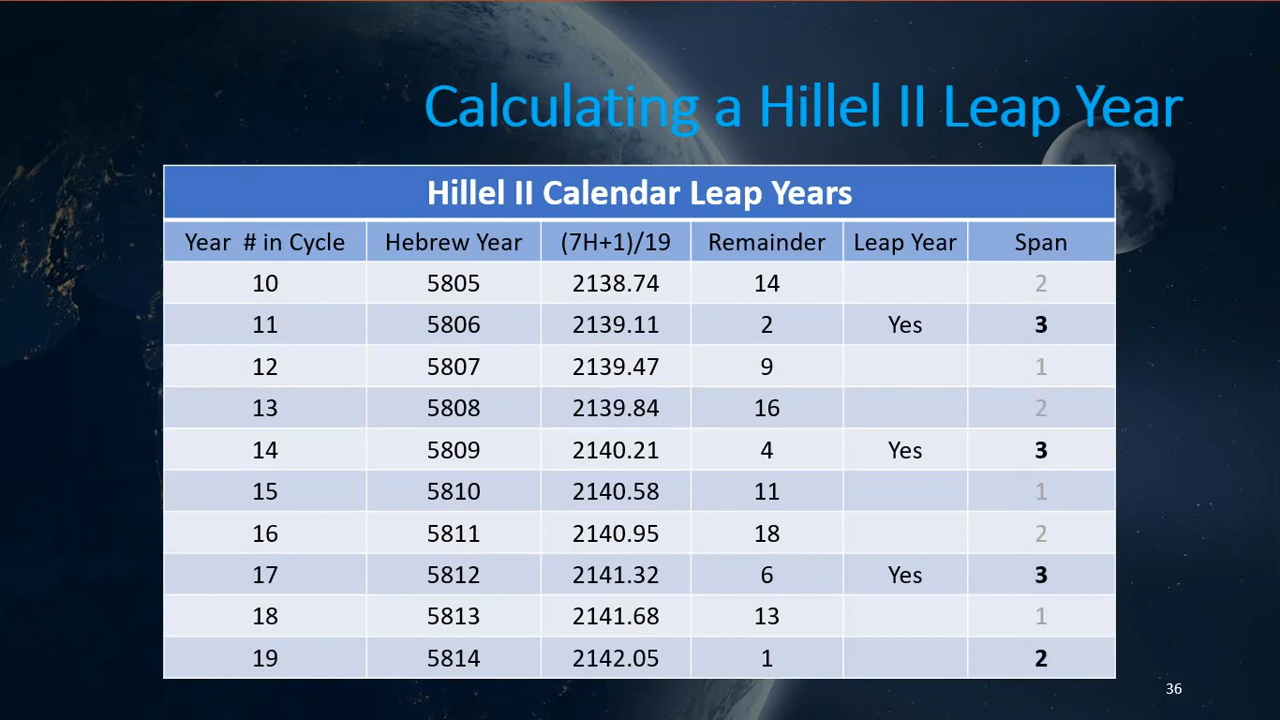 Calculating a Hillel II Leap Year
Hillel II Calendar Leap Years
Year # in Cycle Hebrew Year (7H+1)/19 Remainder Leap Year Span
10 5805 2138.74 14 2
11 5806 2139.11 2 Yes 3
12 5807 2139.47 9 1
13 5808 2139.84 16 2
14 5809 2140.21 4 Yes 3
15 5810 2140.58 11 1
16 5811 2140.95 18 2
17 5812 2141.32 6 Yes 3
18 5813 2141.68 13 1
19 5814 2142.05 1 2
36